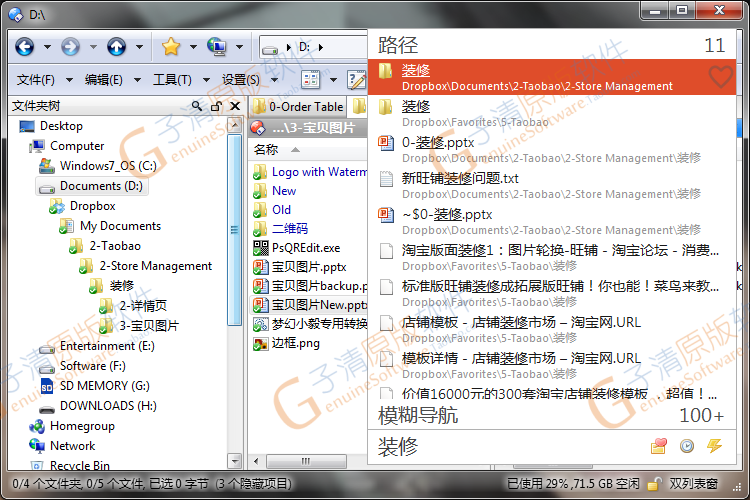 D:\
D:
文件(F)
编辑(E)
工具(T)
设置(S)
文件夹树
Desktop
Computer
Windows7_OS (C:)
Documents (D:)
Dropbox
My Documents
2-Taobao
2-Store Management
装修
2-详情页
3-宝贝图片
Entertainment (E:)
Software (F:)
SD MEMORY (G:)
DOWNLOADS (H:)
Homegroup
Network
Recycle Bin
0-Order Table
...\3-宝贝图片
名称
Logo with Waterm
New
Old
二维码
PsQREdit.exe
宝贝图片.pptx
宝贝图片backup.p
宝贝图片New.pptx
梦幻小毅专用转换
边框.png
路径 11
装修
Dropbox\Documents\2-Taobao\2-Store Management
装修
Dropbox\Favorites\5-Taobao
0-装修.pptx
Dropbox\Documents\2-Taobao\2-Store Management\装修
新旺铺装修问题.txt
Dropbox\Documents\2-Taobao\2-Store Management\装修
~$0-装修.pptx
Dropbox\Documents\2-Taobao\2-Store Management\装修
淘宝版面装修1：图片轮换-旺铺 - 淘宝论坛 - 消费...
Dropbox\Favorites\5-Taobao\装修
标准版旺铺装修成拓展版旺铺！你也能！菜鸟来教...
Dropbox\Favorites\5-Taobao\装修
店铺模板 - 店铺装修市场 – 淘宝网.URL
Dropbox\Favorites\5-Taobao\装修
模板详情 - 店铺装修市场 – 淘宝网.URL
Dropbox\Favorites\5-Taobao\装修
价值16000元的300套淘宝店铺装修模板 ，超值！...
模糊导航 100+
装修
0/4 个文件夹, 0/5 个文件, 已选 0 字节 (3 个隐藏项目)
已使用 29% ,71.5 GB 空闲
双列表窗
子清原版软件
GenuineSoftware.taobao.com